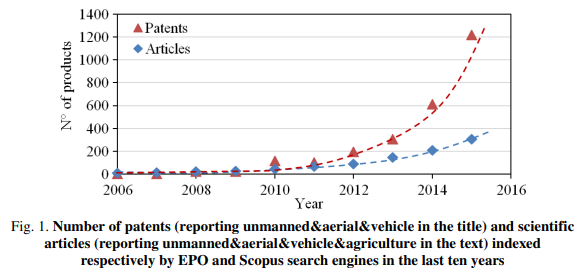 1400
1200
1000
800
600
400
200
0
Patents
Articles
N° of products
2006 2008 2010 2012 2014 2016
Year
Fig. 1. Number of patents (reporting unmanned&aerial&vehicle in the title) and scientific
articles (reporting unmanned&aerial&vehicle&agriculture in the text) indexed
respectively by EPO and Scopus search engines in the last ten years